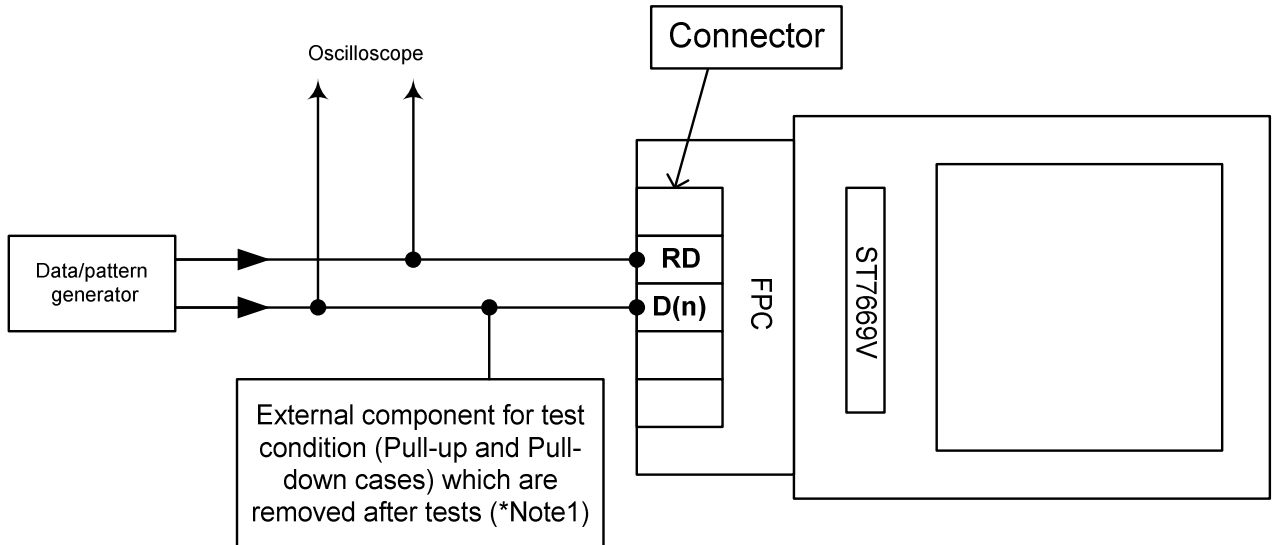 Oscilloscope
Connector
Data/pattern
generator
RD
D(n)
FPC
ST7669V
External component for test
condition (Pull-up and Pull-
down cases) which are
removed after tests (*Note1)